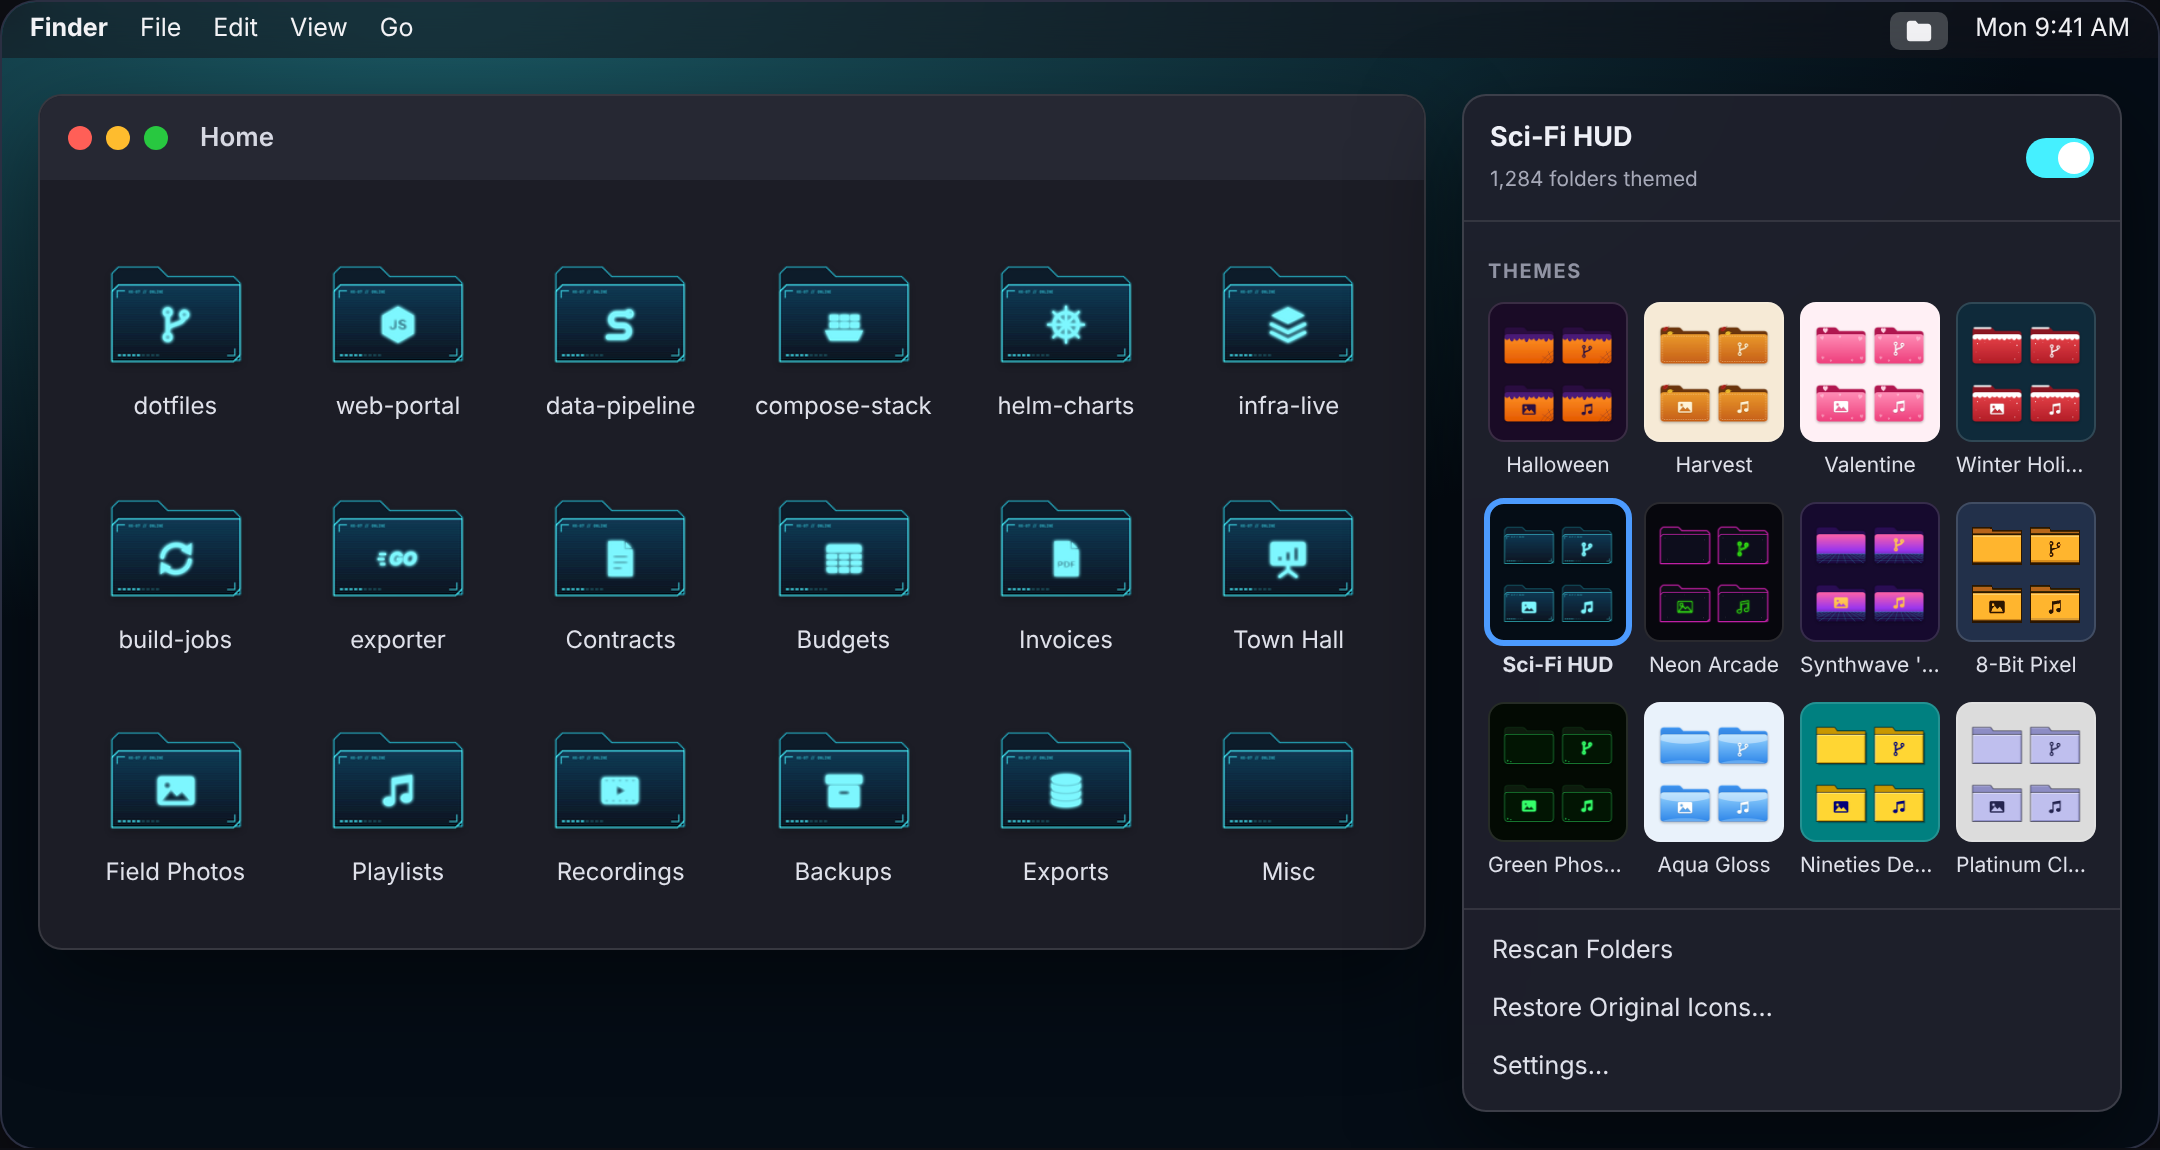 Finder File Edit View Go
Mon 9:41 AM
Home
dotfiles
web-portal
data-pipeline
compose-stack
helm-charts
infra-live
build-jobs
exporter
Contracts
Budgets
Invoices
Town Hall
Field Photos
Playlists
Recordings
Backups
Exports
Misc
JS
GO
PDF
Sci-Fi HUD
1,284 folders themed
THEMES
Halloween
Harvest
Valentine
Winter Holi...
Sci-Fi HUD
Neon Arcade
Synthwave '...
8-Bit Pixel
Green Phos...
Aqua Gloss
Nineties De...
Platinum Cl...
Rescan Folders
Restore Original Icons...
Settings...